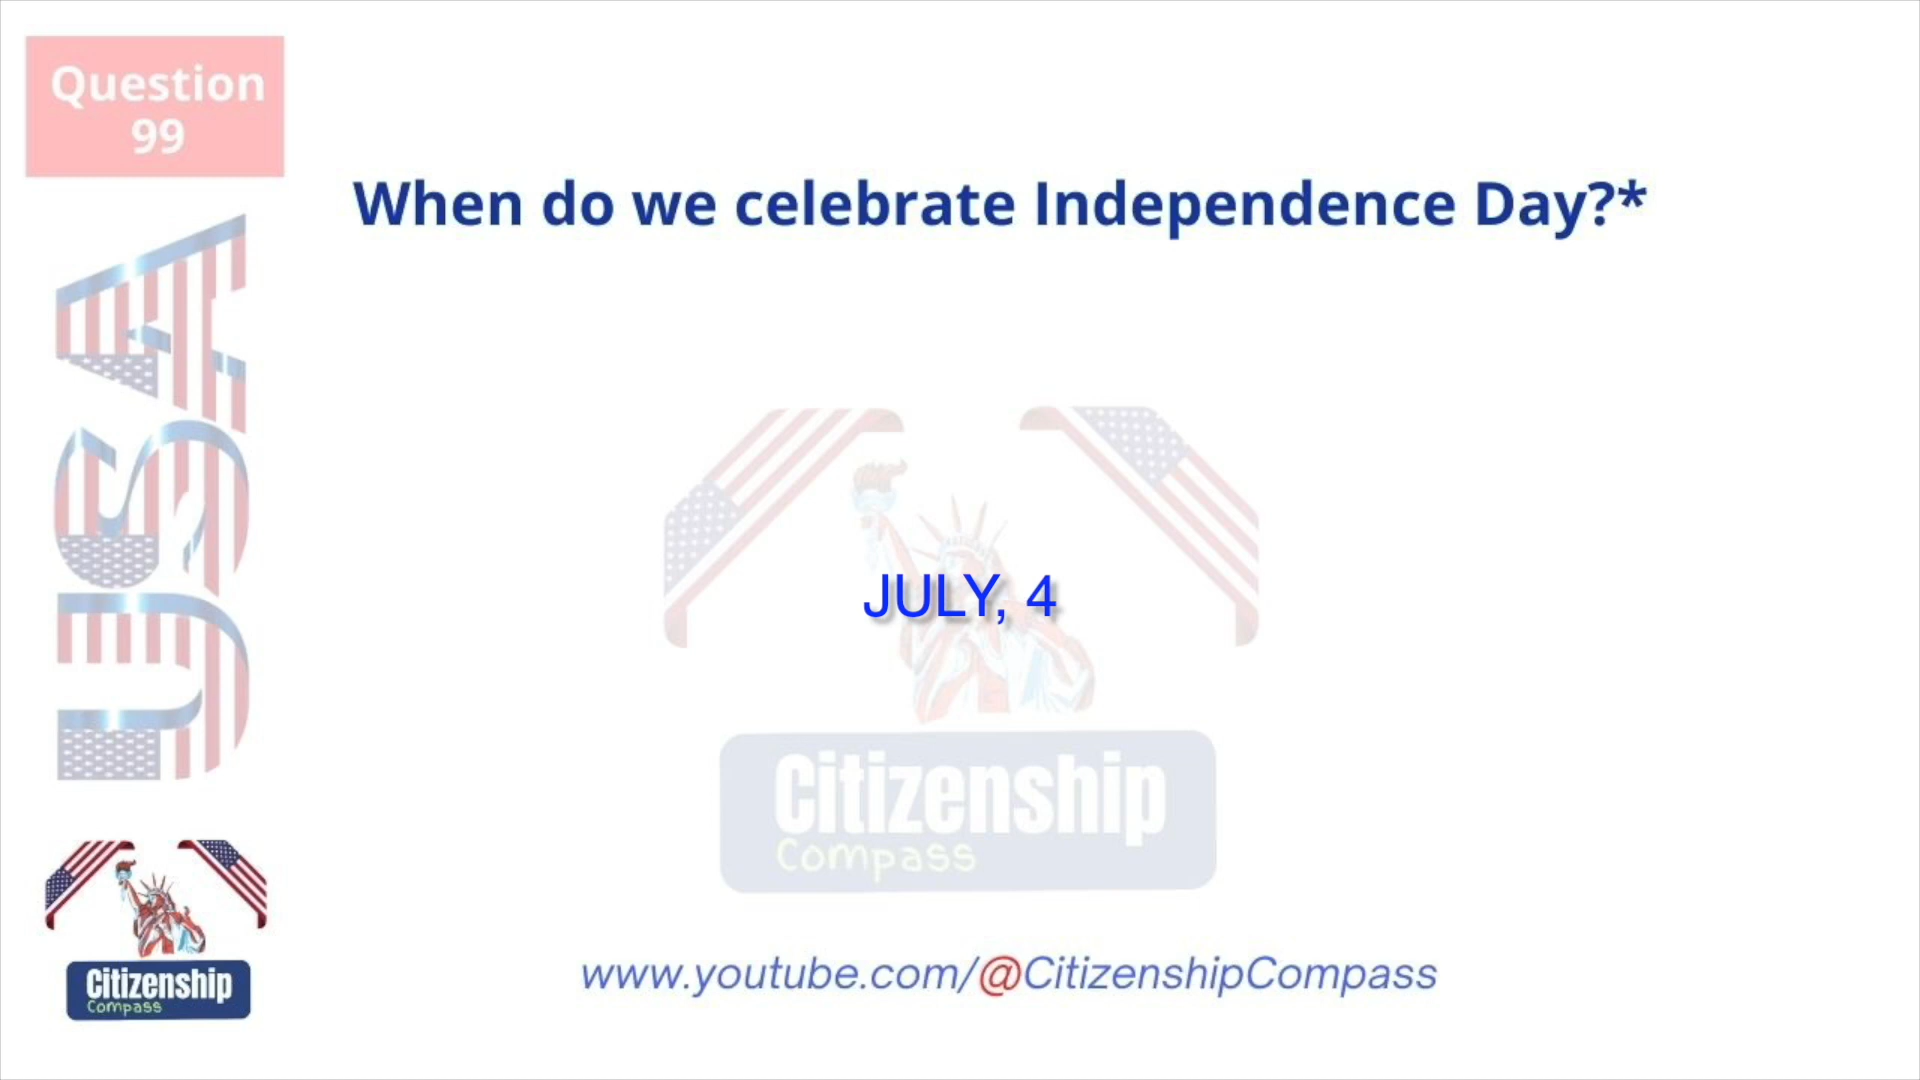 Question
99
When do we celebrate Independence Day?*
USA
JULY, 4
Citizenship
Compass
Citizenship
Compass
www.youtube.com/@CitizenshipCompass